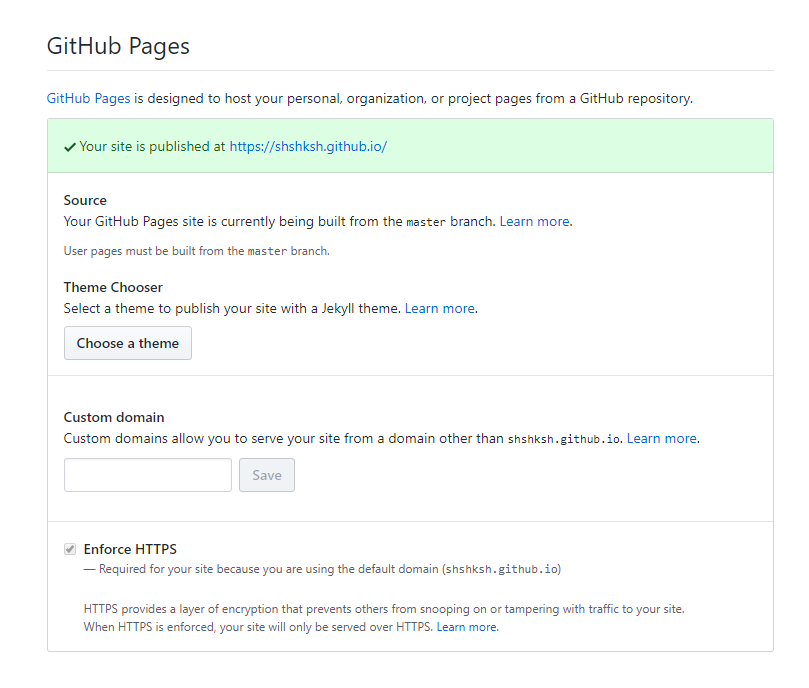 GitHub Pages
GitHub Pages is designed to host your personal, organization, or project pages from a GitHub repository.
Your site is published at https://shshksh.github.io/
Source
Your GitHub Pages site is currently being built from the master branch. Learn more.
User pages must be built from the master branch.
Theme Chooser
Select a theme to publish your site with a Jekyll theme. Learn more.
Choose a theme
Custom domain
Custom domains allow you to serve your site from a domain other than shshksh.github.io. Learn more.
Save
Enforce HTTPS
— Required for your site because you are using the default domain (shshksh.github.io)
HTTPS provides a layer of encryption that prevents others from snooping on or tampering with traffic to your site.
When HTTPS is enforced, your site will only be served over HTTPS. Learn more.